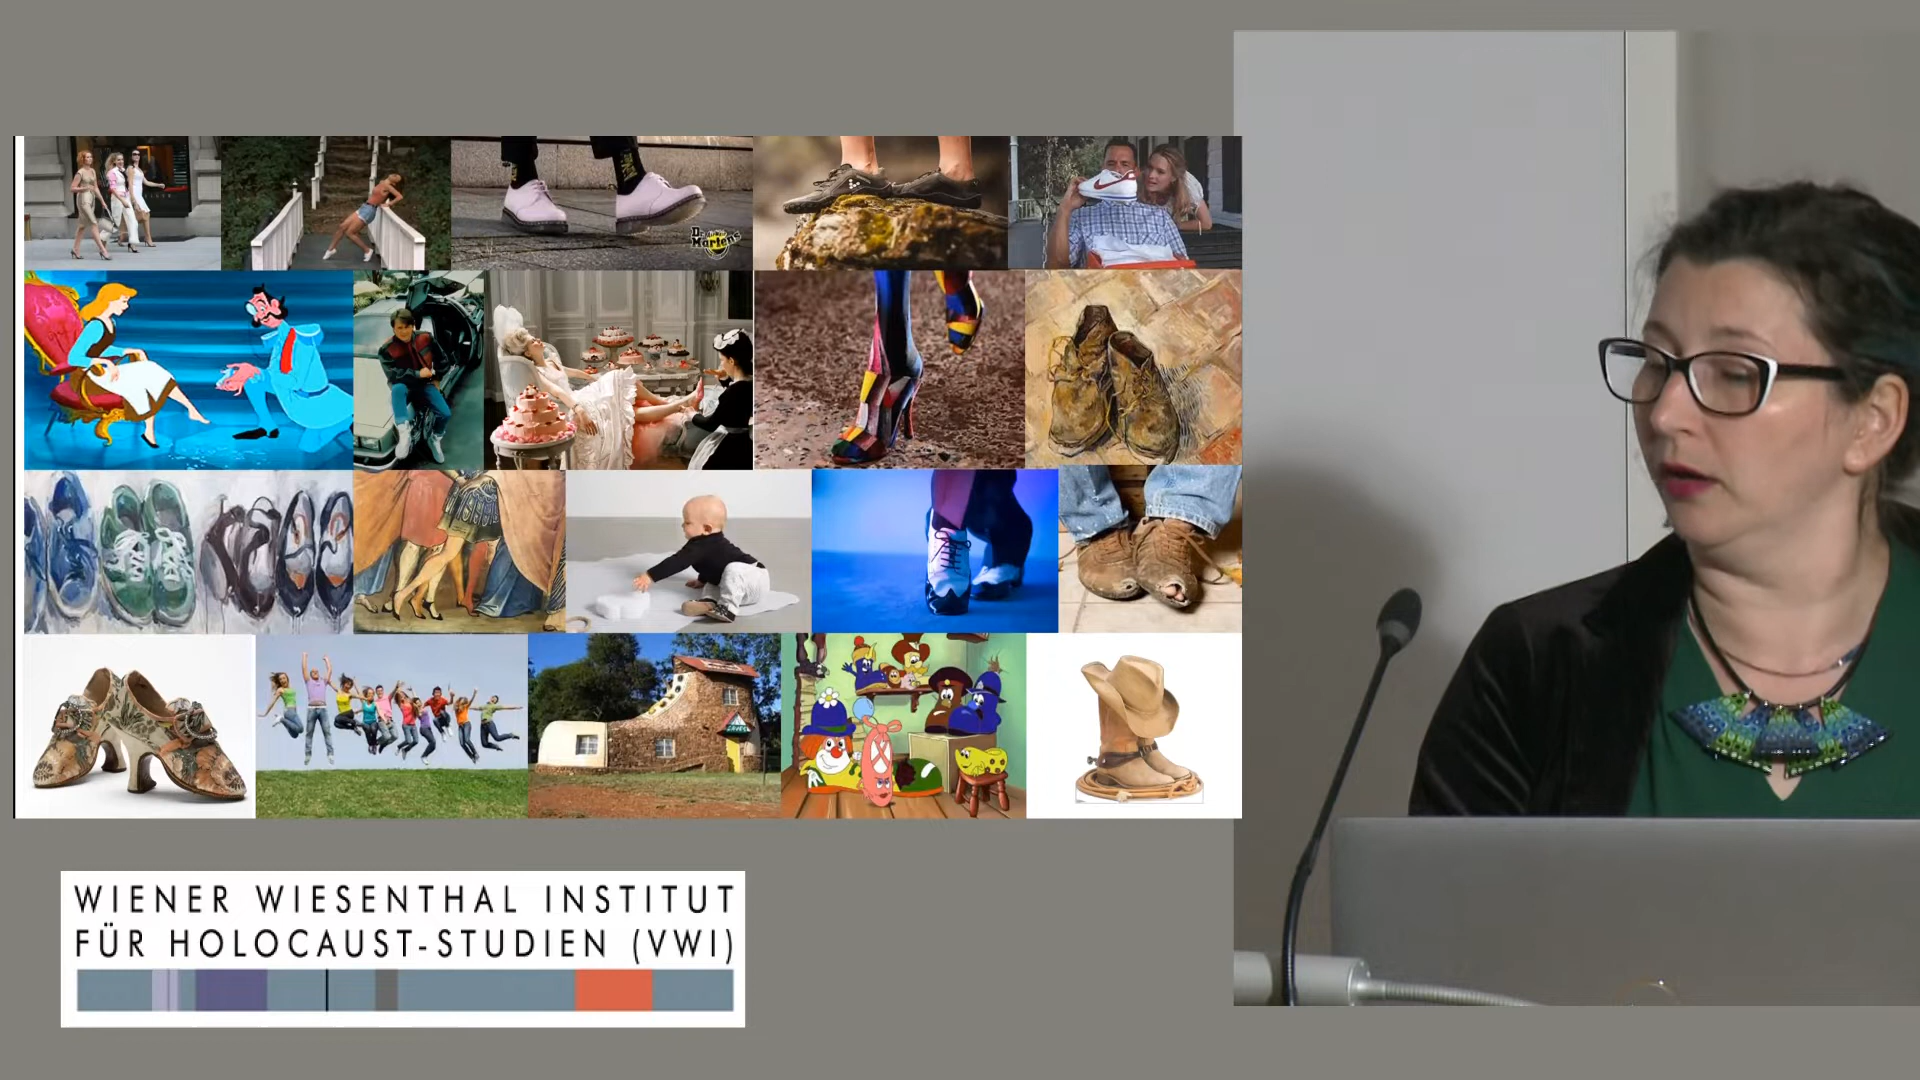 Dr.
Martens
WIENER WIESENTHAL INSTITUT
FÜR HOLOCAUST-STUDIEN (VWI)